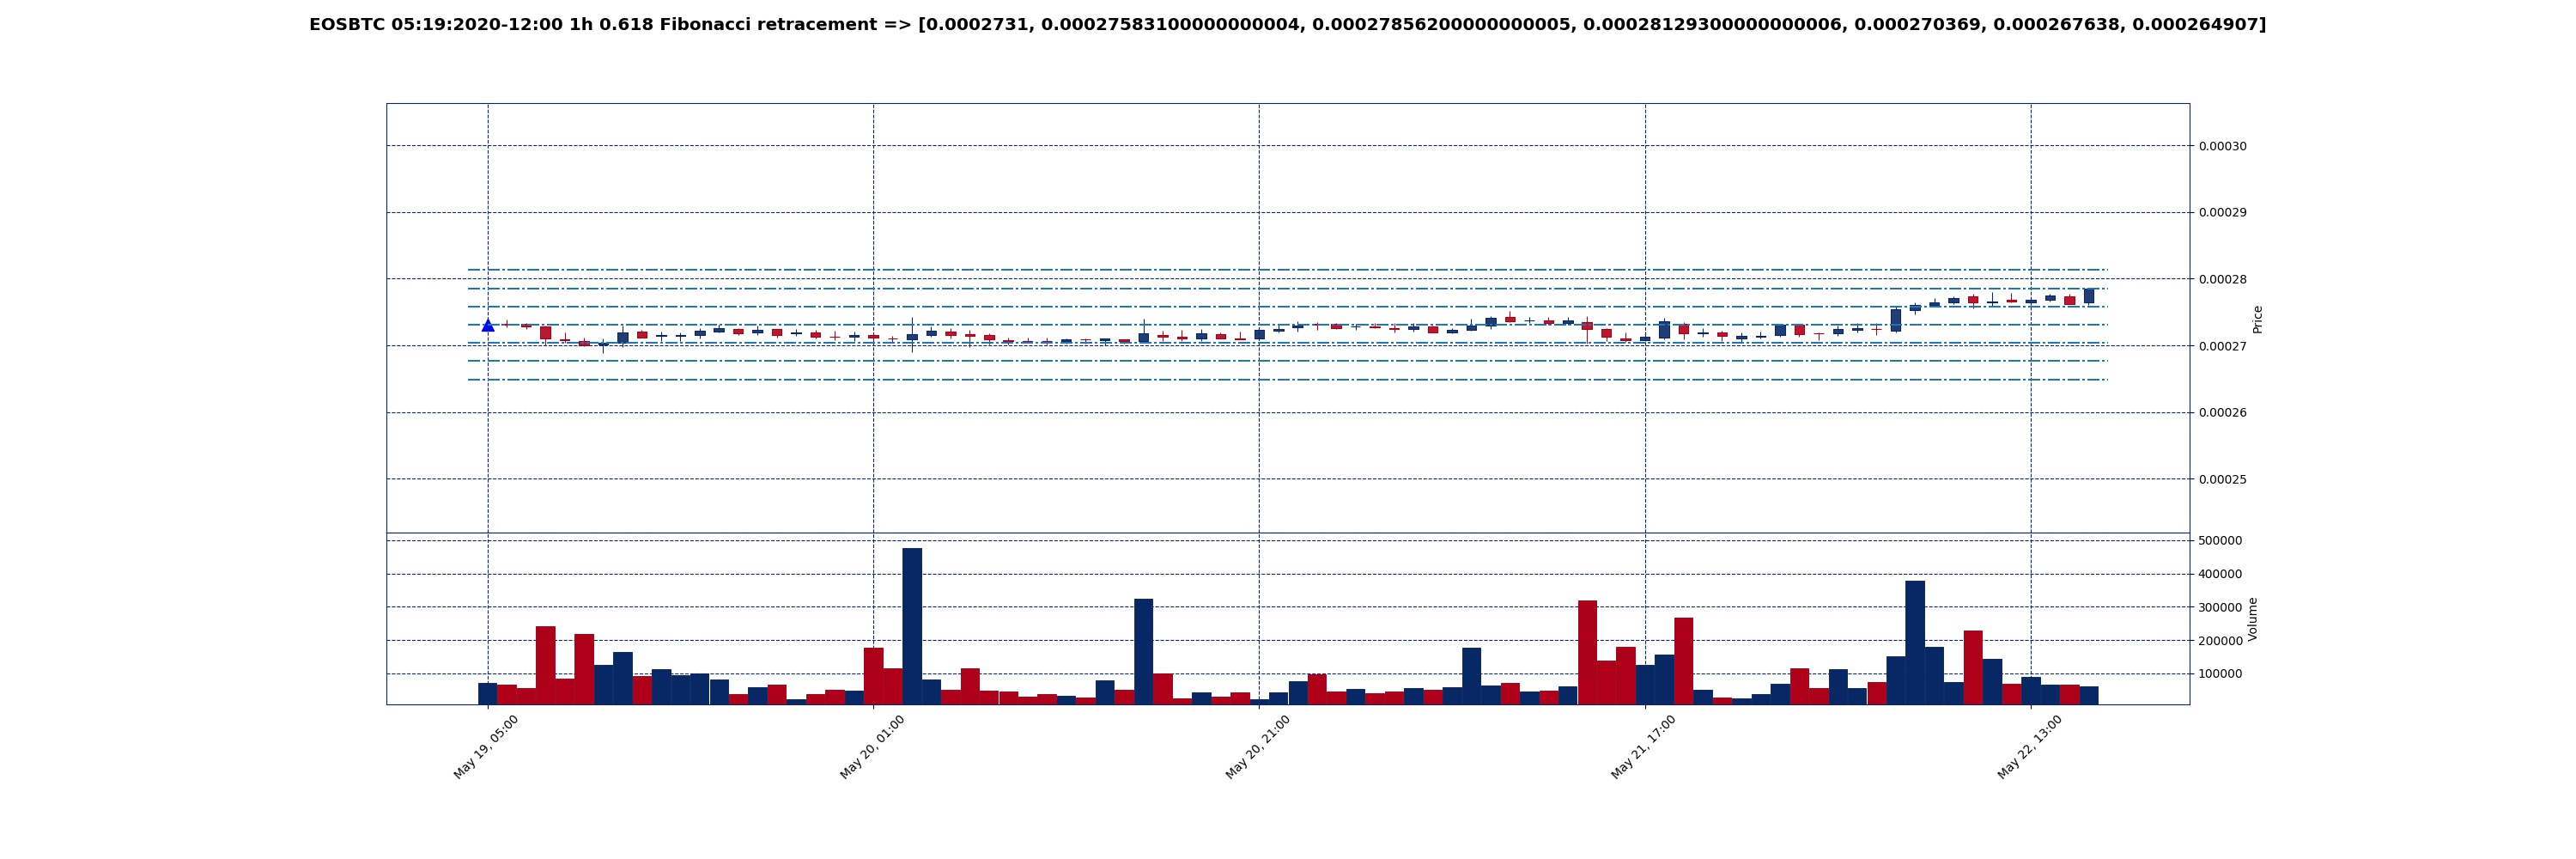 EOSBTC 05:19:2020-12:00 1h 0.618 Fibonacci retracement => [0.0002731, 0.00027583100000000004, 0.00027856200000000005, 0.00028129300000000006, 0.000270369, 0.000267638, 0.000264907]
0.00030
0.00029
0.00028
0.00027
0.00026
0.00025
Price
500000
400000
300000
200000
100000
Volume
May 19, 05:00
May 20, 01:00
May 20, 21:00
May 21, 17:00
May 22, 13:00